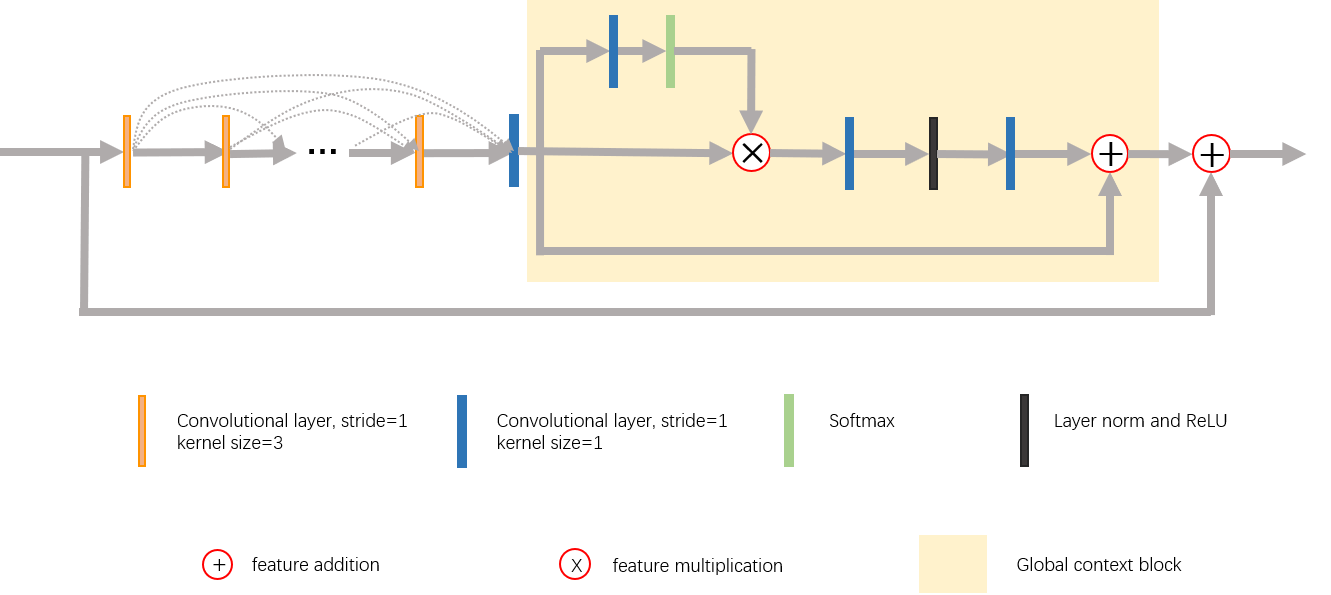 ...
Convolutional layer, stride=1
kernel size=3
Convolutional layer, stride=1
kernel size=1
Softmax
Layer norm and ReLU
feature addition
feature multiplication
Global context block